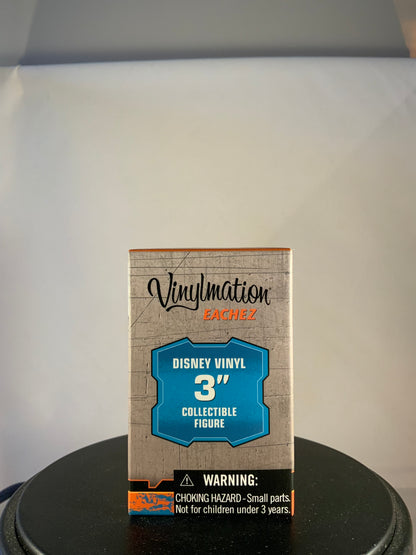 Vinylmation®
EACHEZ
DISNEY VINYL
3"
COLLECTIBLE
FIGURE
⚠ WARNING:
CHOKING HAZARD - Small parts.
Not for children under 3 years.